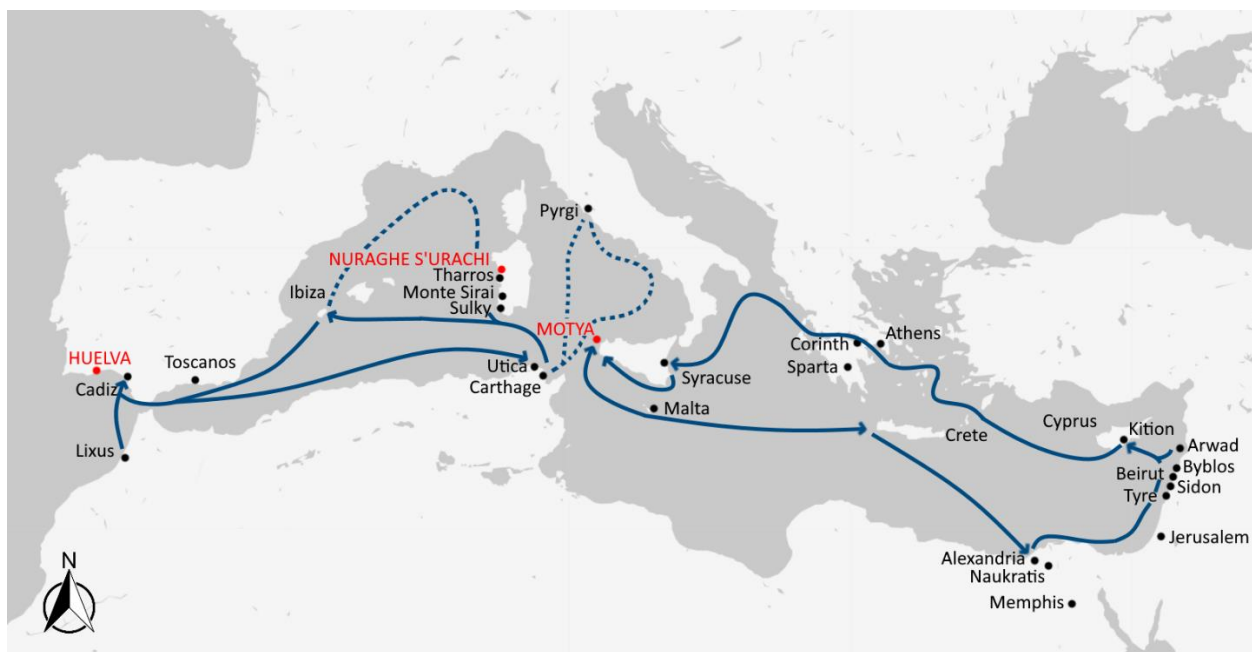 Pyrgi
NURAGHE S'URACHI
Tharros
Ibiza
Monte Sirai
Sulky
MOTYA
Corinth
Athens
HUELVA
Toscanos
Utica
Syracuse
Sparta
Cadiz
Carthage
Malta
Crete
Cyprus
Kition
Lixus
Arwad
Beirut
Byblos
Tyre
Sidon
Jerusalem
Alexandria
Naukratis
Memphis
N